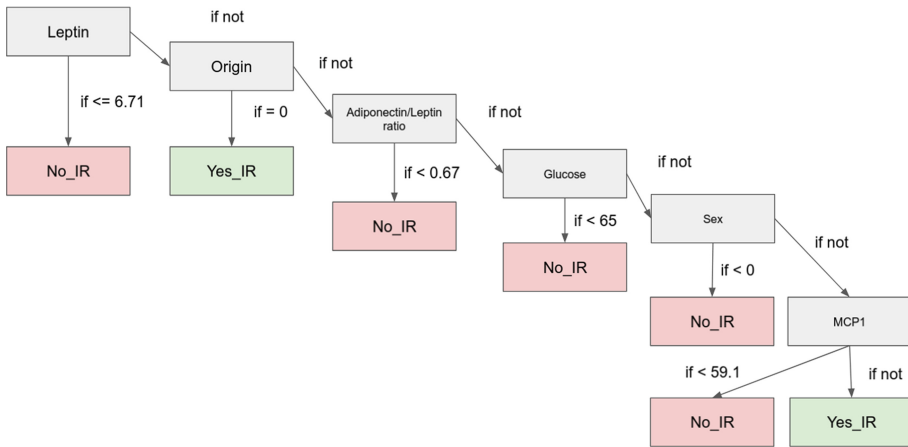 Leptin
if not
Origin
if not
if <= 6.71
if = 0
Adiponectin/Leptin
ratio
if not
No_IR
Yes_IR
if < 0.67
Glucose
if not
No_IR
if < 65
Sex
if not
No_IR
if < 0
No_IR
MCP1
if < 59.1
if not
No_IR
Yes_IR